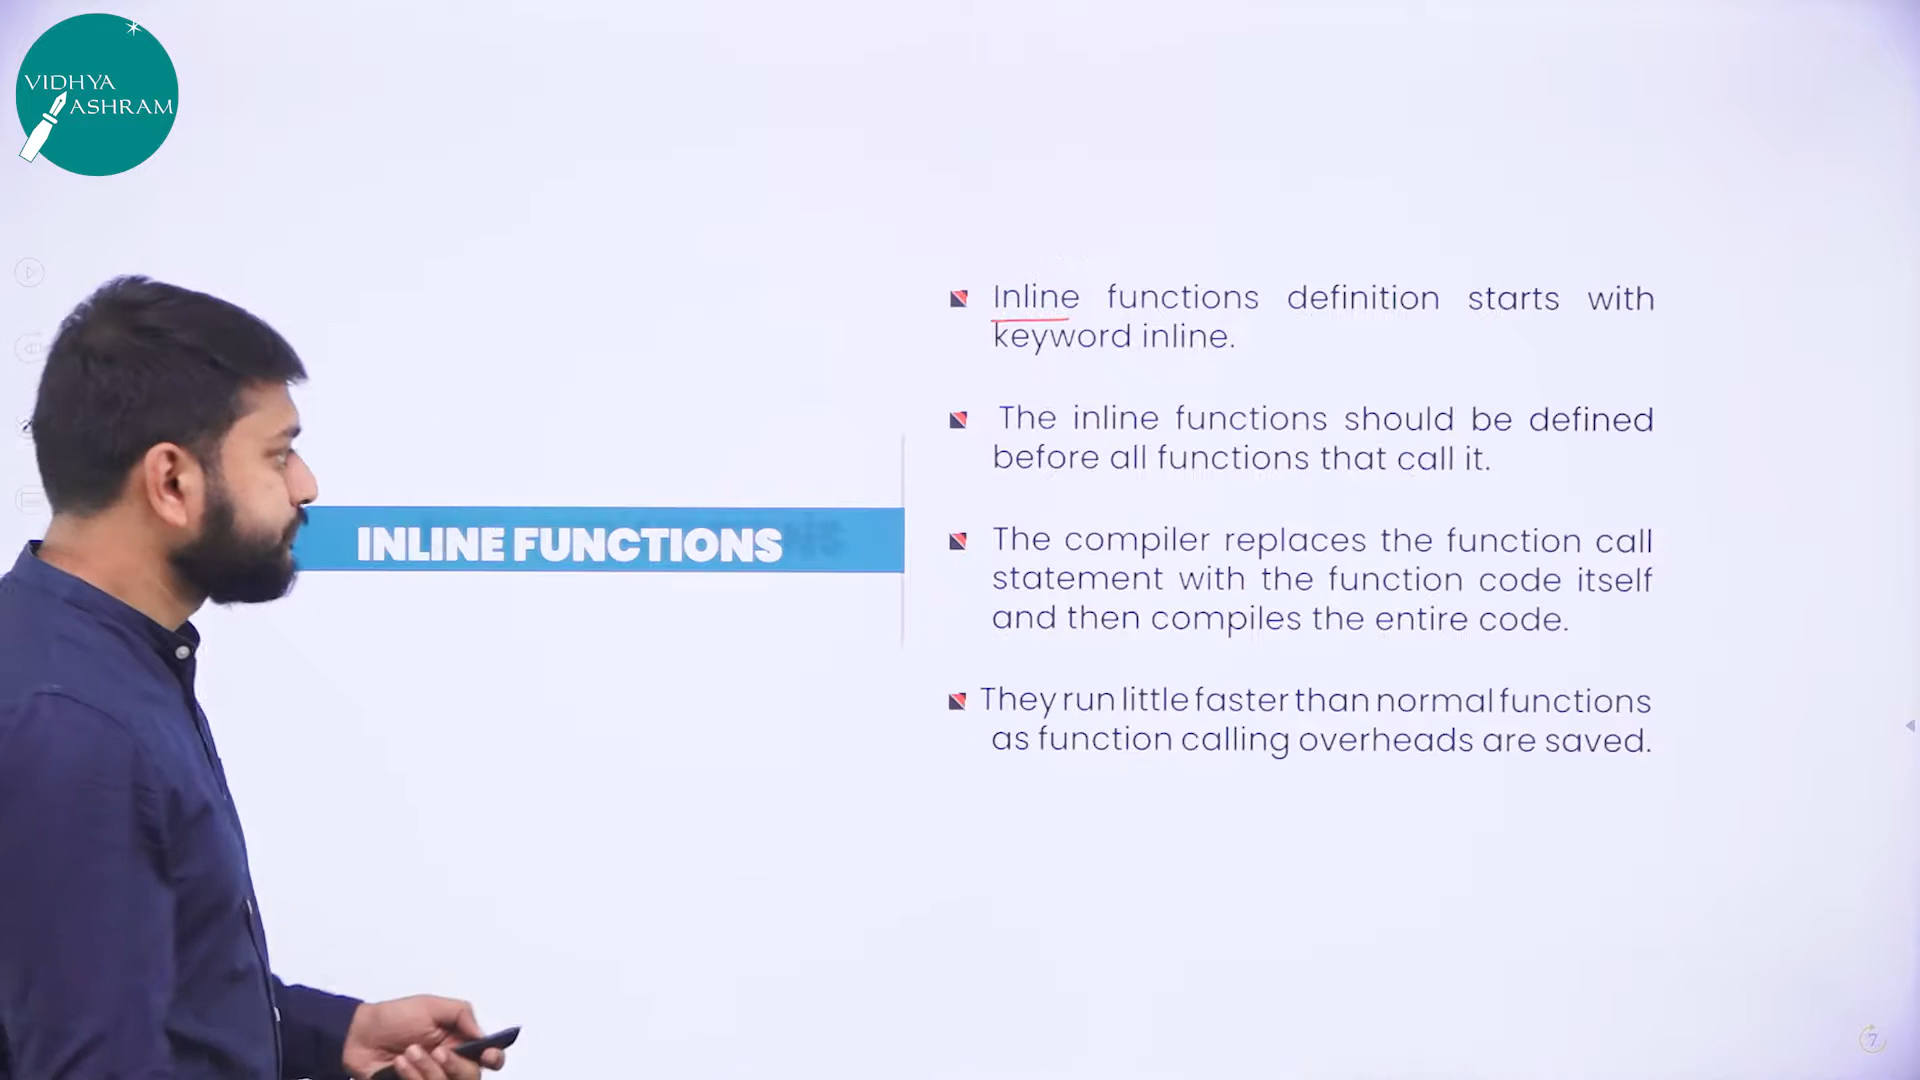 VIDHYA
ASHRAM
INLINE FUNCTIONS
Inline functions definition starts with
keyword inline.
The inline functions should be defined
before all functions that call it.
The compiler replaces the function call
statement with the function code itself
and then compiles the entire code.
They run little faster than normal functions
as function calling overheads are saved.
7